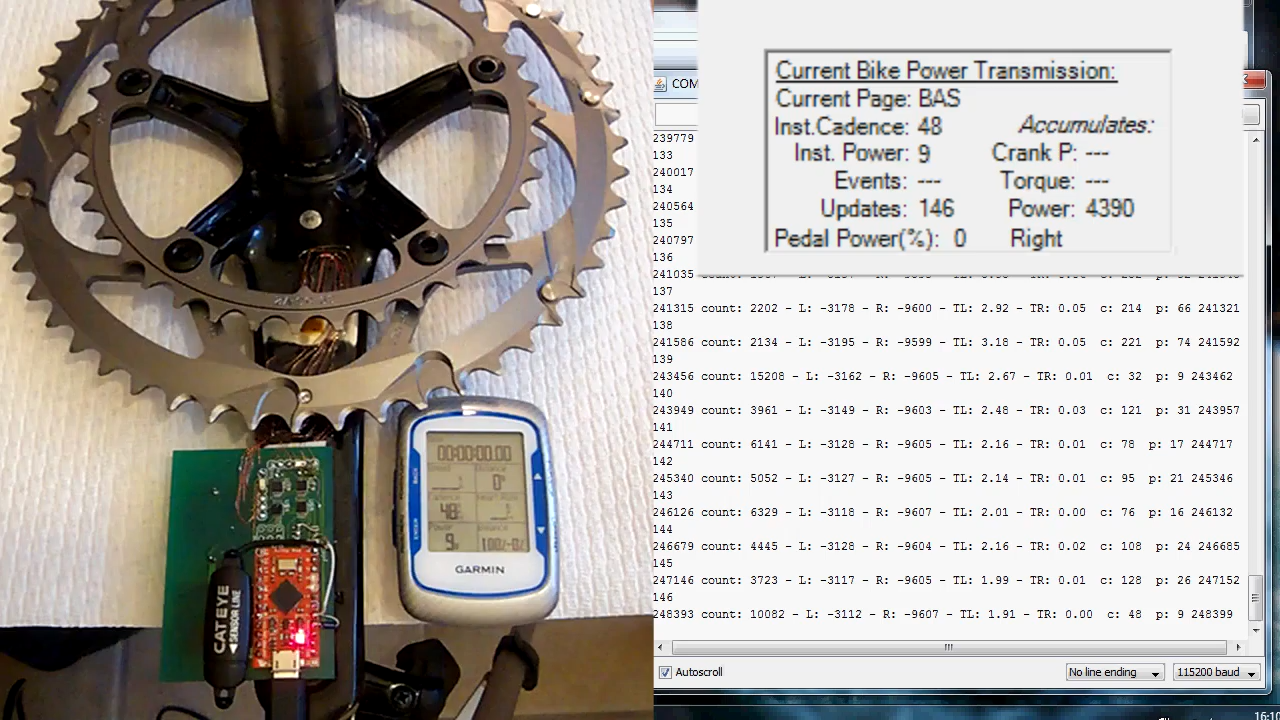 Current Bike Power Transmission:
Current Page: BAS
Inst.Cadence: 48
Accumulates:
Inst. Power: 9 Crank P: ---
Events: --- Torque: ---
Updates: 146 Power: 4390
Pedal Power(%): 0 Right
COM
239779
133
240017
134
240564
135
240797
136
241035
137
241315 count: 2202 - L: -3178 - R: -9600 - TL: 2.92 - TR: 0.05 c: 214 p: 66 241321
138
241586 count: 2134 - L: -3195 - R: -9599 - TL: 3.18 - TR: 0.05 c: 221 p: 74 241592
139
243456 count: 15208 - L: -3162 - R: -9605 - TL: 2.67 - TR: 0.01 c: 32 p: 9 243462
140
243949 count: 3961 - L: -3149 - R: -9603 - TL: 2.48 - TR: 0.03 c: 121 p: 31 243957
141
244711 count: 6141 - L: -3128 - R: -9605 - TL: 2.16 - TR: 0.01 c: 78 p: 17 244717
142
245340 count: 5052 - L: -3127 - R: -9605 - TL: 2.14 - TR: 0.01 c: 95 p: 21 245346
143
246126 count: 6329 - L: -3118 - R: -9607 - TL: 2.01 - TR: 0.00 c: 76 p: 16 246132
144
246679 count: 4445 - L: -3128 - R: -9604 - TL: 2.16 - TR: 0.02 c: 108 p: 24 246685
145
247146 count: 3723 - L: -3117 - R: -9605 - TL: 1.99 - TR: 0.01 c: 128 p: 26 247152
146
248393 count: 10082 - L: -3112 - R: -9607 - TL: 1.91 - TR: 0.00 c: 48 p: 9 248399
Autoscroll
No line ending
115200 baud
16:10
00:00:00.00
Distance
0
Cadence
48
Power
9
GARMIN
BACK
ENTER
CATEYE
SENSOR LINE